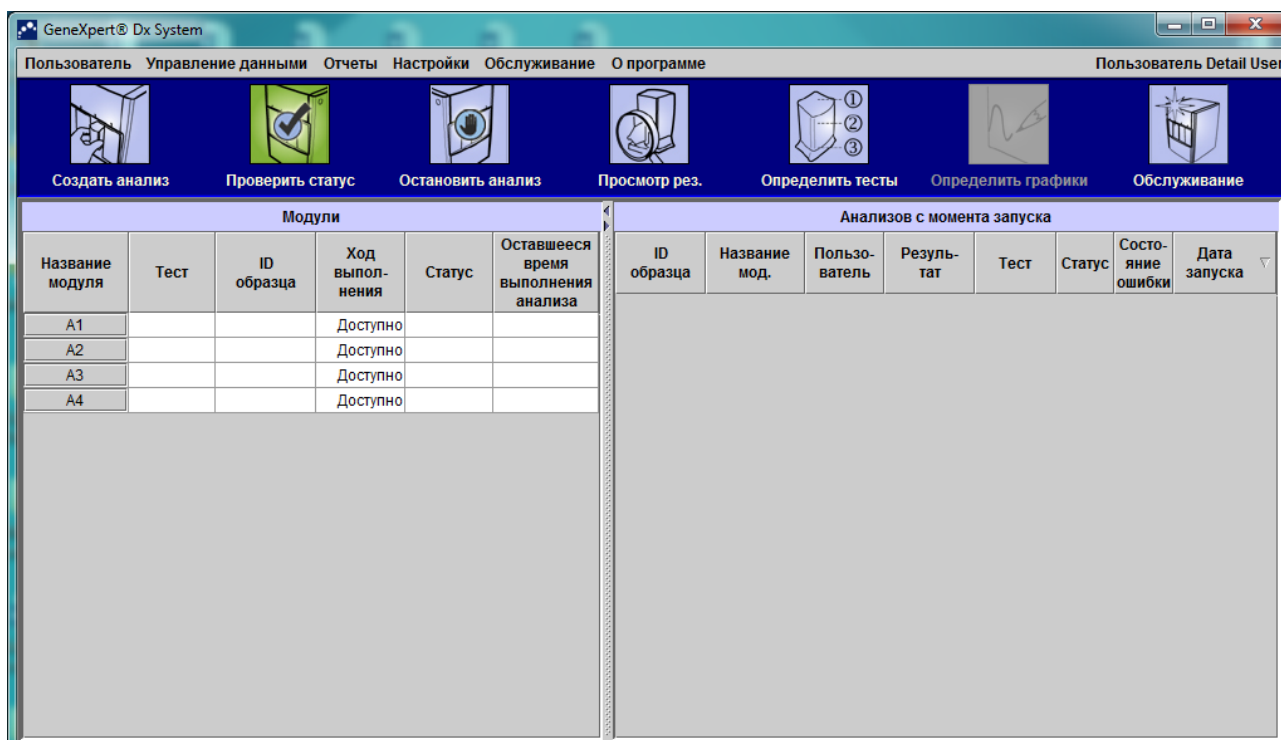 GeneXpert® Dx System
Пользователь Управление данными Отчеты Настройки Обслуживание О программе Пользователь Detail User
①
②
③
Создать анализ Проверить статус Остановить анализ Просмотр рез. Определить тесты Определить графики Обслуживание
Модули
Название
модуля
Тест
ID
образца
Ход
выпол-
нения
Статус
Оставшееся
время
выполнения
анализа
A1 Доступно
A2 Доступно
A3 Доступно
A4 Доступно
Анализов с момента запуска
ID
образца
Название
мод.
Пользо-
ватель
Резуль-
тат
Тест
Статус
Состо-
яние
ошибки
Дата
запуска